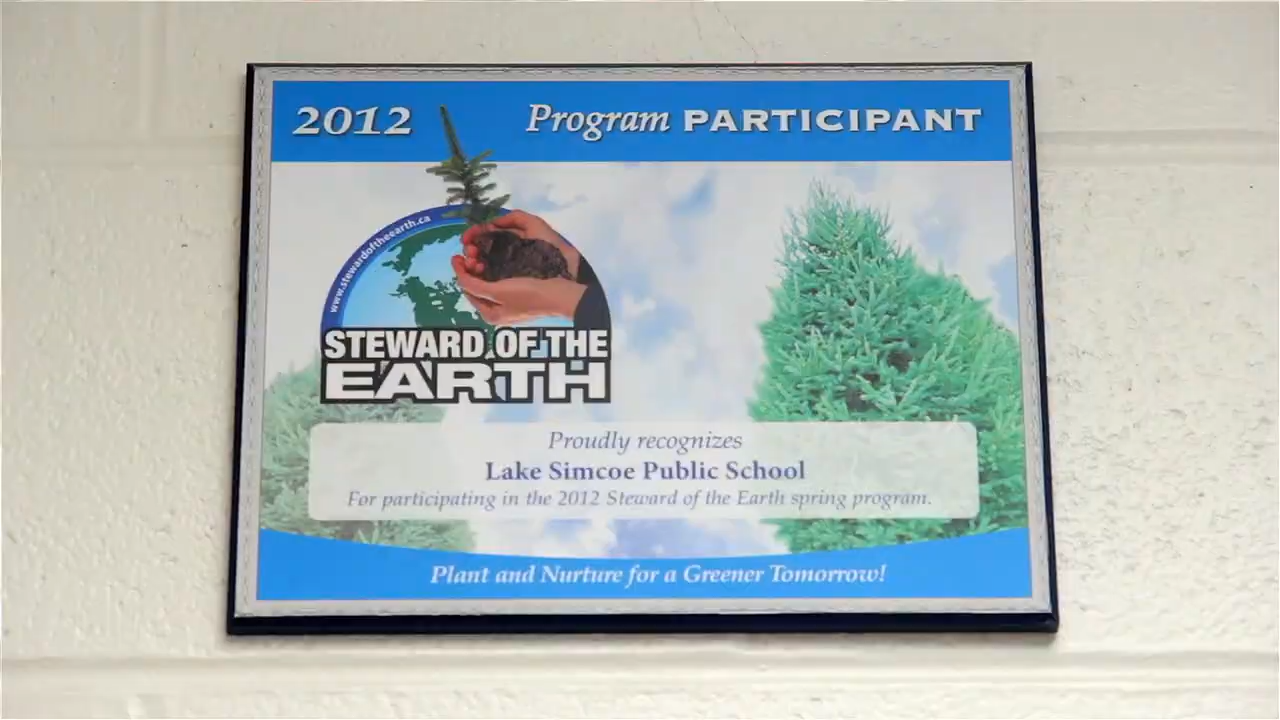 2012 Program PARTICIPANT
www.stewardoftheearth.ca
STEWARD OF THE
EARTH
Proudly recognizes
Lake Simcoe Public School
For participating in the 2012 Steward of the Earth spring program.
Plant and Nurture for a Greener Tomorrow!